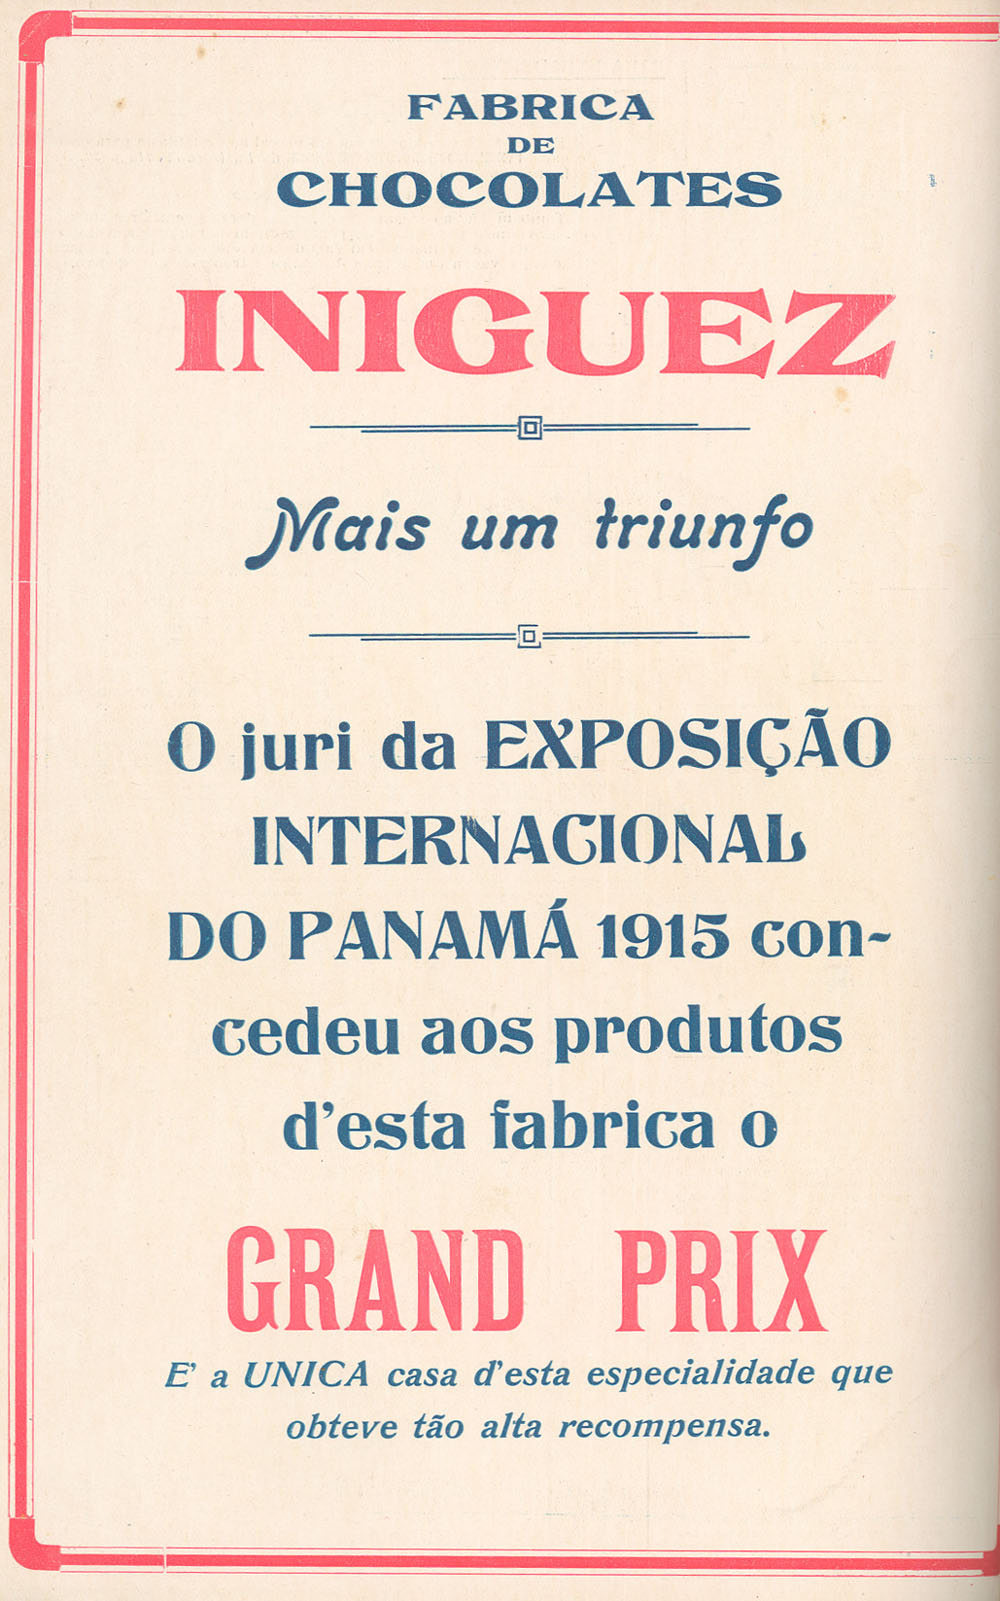 FABRICA
DE
CHOCOLATES
INIGUEZ
Mais um triunfo
O juri da EXPOSIÇÃO
INTERNACIONAL
DO PANAMÁ 1915 con-
cedeu aos produtos
d'esta fabrica o
GRAND PRIX
E' a UNICA casa d'esta especialidade que
obteve tão alta recompensa.